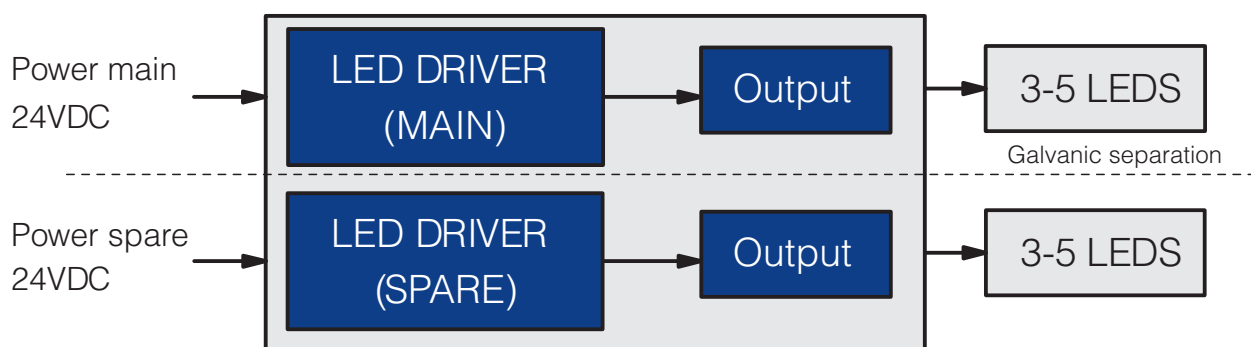 Power main
24VDC
LED DRIVER
(MAIN)
Output
3-5 LEDS
Galvanic separation
Power spare
24VDC
LED DRIVER
(SPARE)
Output
3-5 LEDS